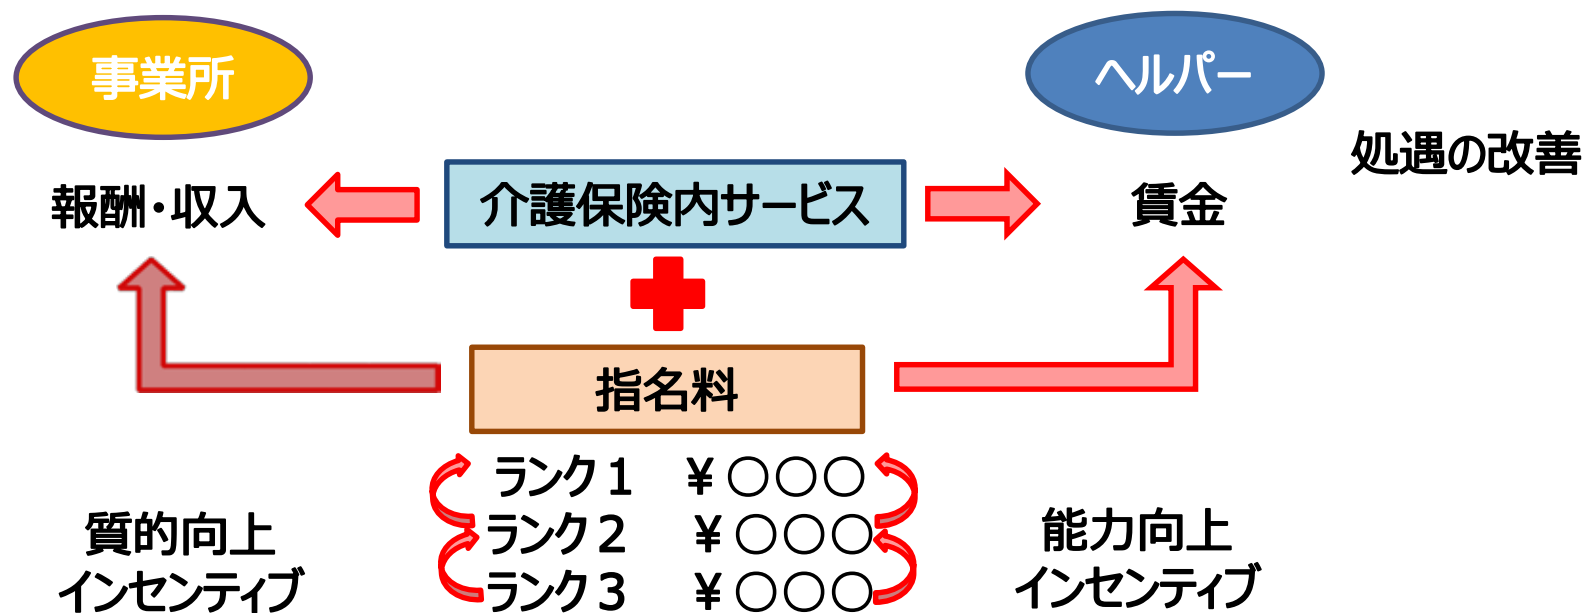 事業所
ヘルパー
処遇の改善
報酬・収入
介護保険内サービス
賃金
指名料
ランク１　￥○○○
ランク２　￥○○○
ランク３　￥○○○
質的向上
インセンティブ
能力向上
インセンティブ